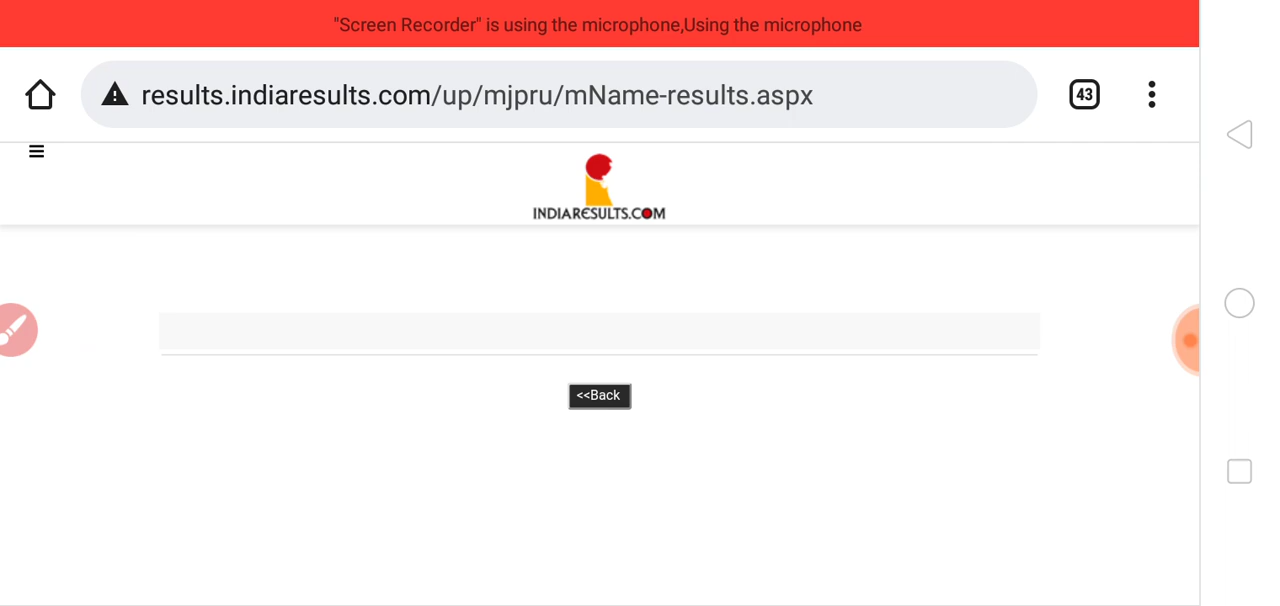 "Screen Recorder" is using the microphone,Using the microphone
results.indiaresults.com/up/mjpru/mName-results.aspx
43
INDIARESULTS.COM
<<Back